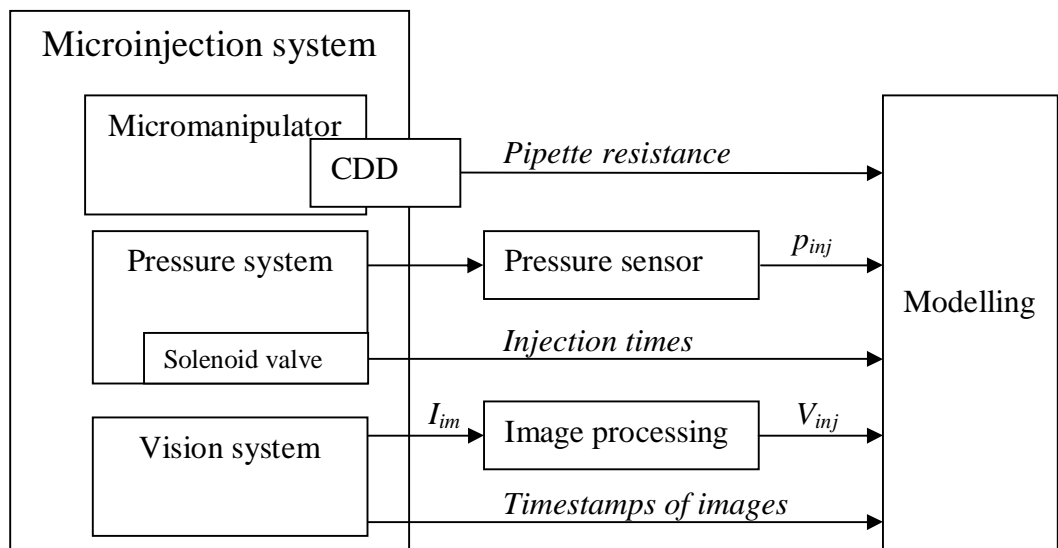 Microinjection system
Micromanipulator
CDD
Pipette resistance
Pressure system
Pressure sensor
p_inj
Modelling
Solenoid valve
Injection times
Vision system
I_im
Image processing
V_inj
Timestamps of images